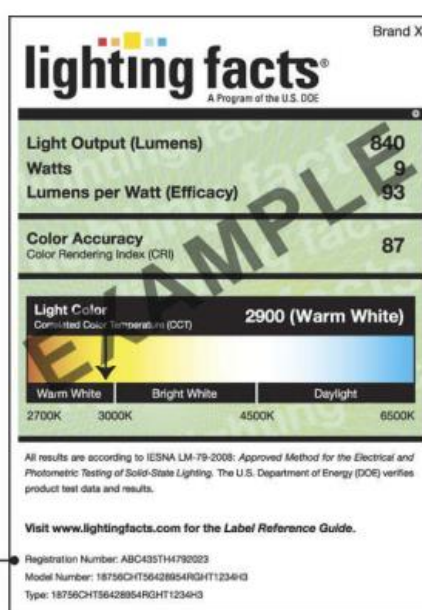 Brand X
lighting facts®
A Program of the U.S. DOE
Light Output (Lumens) 840
Watts 9
Lumens per Watt (Efficacy) 93
Color Accuracy 87
Color Rendering Index (CRI)
Light Color 2900 (Warm White)
Correlated Color Temperature (CCT)
Warm White Bright White Daylight
2700K 3000K 4500K 6500K
EXAMPLE
All results are according to IESNA LM-79-2008: Approved Method for the Electrical and
Photometric Testing of Solid-State Lighting. The U.S. Department of Energy (DOE) verifies
product test data and results.
Visit www.lightingfacts.com for the Label Reference Guide.
Registration Number: ABC435TH4792023
Model Number: 18756CHT56428954RGHT1234H3
Type: 18756CHT56428954RGHT1234H3